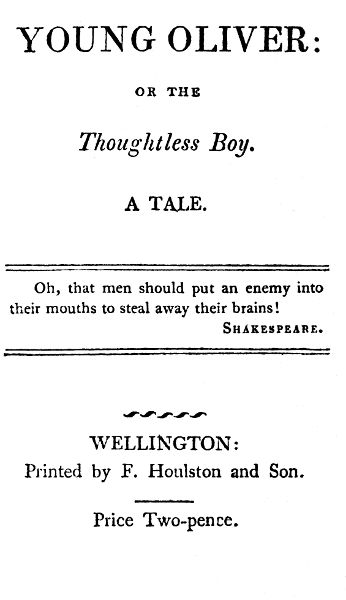 YOUNG OLIVER:
OR THE
Thoughtless Boy.
A TALE.
Oh, that men should put an enemy into
their mouths to steal away their brains!
SHAKESPEARE.
WELLINGTON:
Printed by F. Houlston and Son.
Price Two-pence.